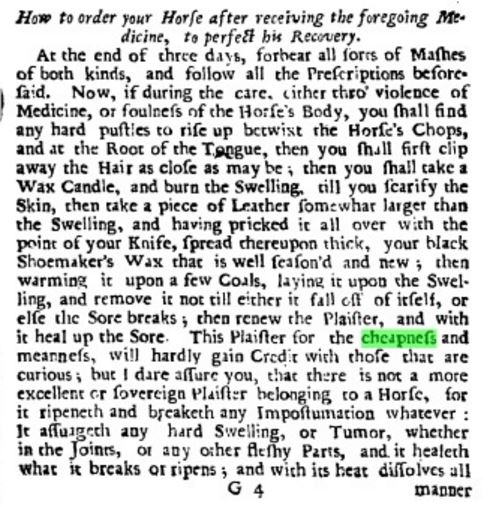 How to order your Horſe after receiving the foregoing Me-
dicine, to perfect his Recovery.
At the end of three days, forbear all ſorts of Maſhes
of both kinds, and follow all the Preſcriptions before-
ſaid. Now, if during the care, either thro' violence of
Medicine, or foulneſs of the Horſe's Body, you ſhall find
any hard puſtles to riſe up betwixt the Horſe's Chops,
and at the Root of the Tongue, then you ſhall firſt clip
away the Hair as cloſe as may be; then you ſhall take a
Wax Candle, and burn the Swelling, till you ſcarify the
Skin, then take a piece of Leather ſomewhat larger than
the Swelling, and having pricked it all over with the
point of your Knife, ſpread thereupon thick, your black
Shoemaker's Wax that is well ſeaſon'd and new; then
warming it upon a few Coals, laying it upon the Swel-
ling, and remove it not till either it fall off of itſelf, or
elſe the Sore breaks; then renew the Plaiſter, and with
it heal up the Sore. This Plaiſter for the cheapneſs and
meanneſs, will hardly gain Credit with thoſe that are
curious; but I dare aſſure you, that there is not a more
excellent or ſovereign Plaiſter belonging to a Horſe, for
it ripeneth and breaketh any Impoſtumation whatever:
It aſſuageth any hard Swelling, or Tumor, whether
in the Joints, or any other fleſhy Parts, and it healeth
what it breaks or ripens; and with its heat diſſolves all
G 4 manner